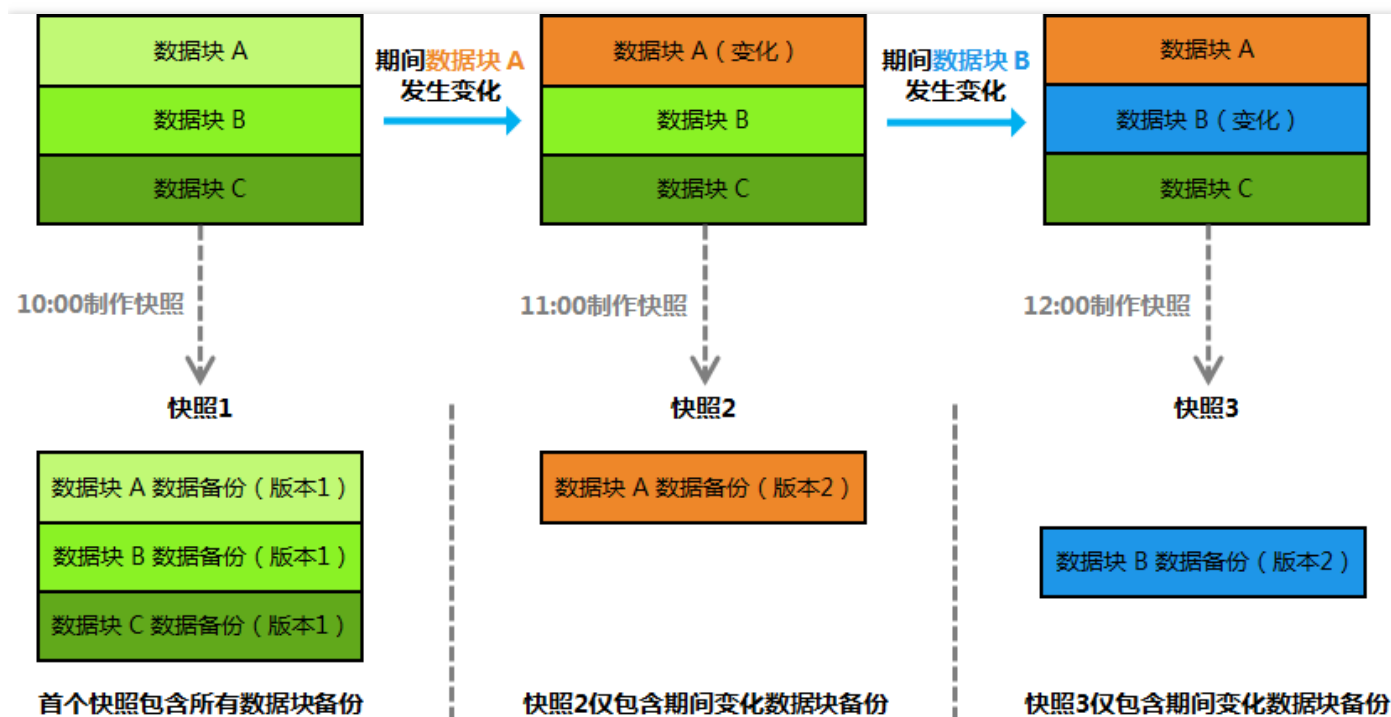 数据块 A
数据块 B
数据块 C
期间数据块 A
发生变化
数据块 A（变化）
数据块 B
数据块 C
期间数据块 B
发生变化
数据块 A
数据块 B（变化）
数据块 C
10:00制作快照
11:00制作快照
12:00制作快照
快照1
快照2
快照3
数据块 A 数据备份（版本1）
数据块 B 数据备份（版本1）
数据块 C 数据备份（版本1）
数据块 A 数据备份（版本2）
数据块 B 数据备份（版本2）
首个快照包含所有数据块备份
快照2仅包含期间变化数据块备份
快照3仅包含期间变化数据块备份